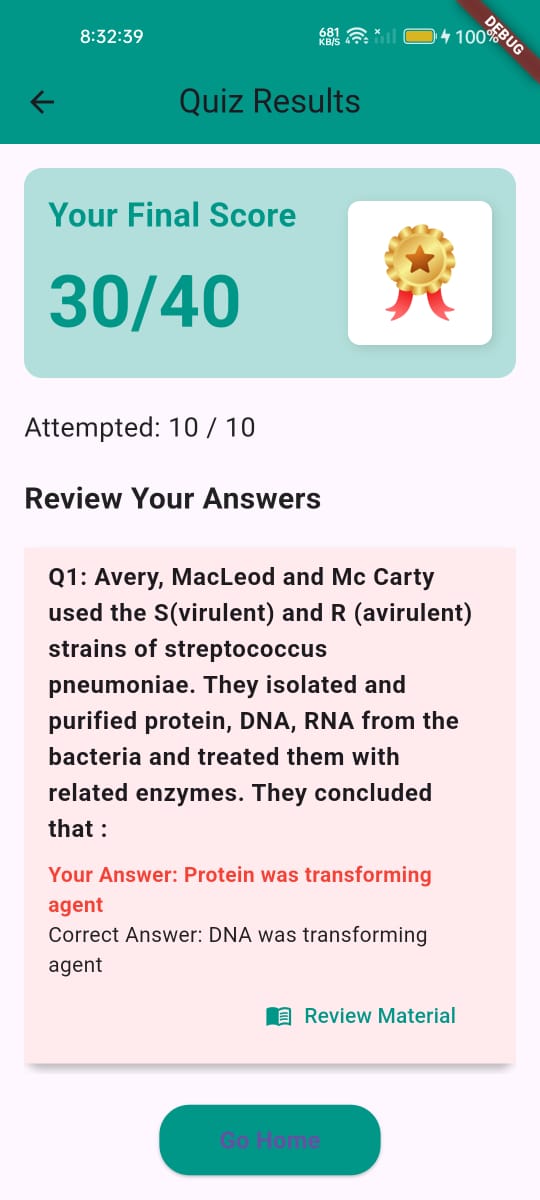 8:32:39
681
KB/S
100%
DEBUG
Quiz Results
Your Final Score
30/40
Attempted: 10 / 10
Review Your Answers
Q1: Avery, MacLeod and Mc Carty
used the S(virulent) and R (avirulent)
strains of streptococcus
pneumoniae. They isolated and
purified protein, DNA, RNA from the
bacteria and treated them with
related enzymes. They concluded
that :
Your Answer: Protein was transforming
agent
Correct Answer: DNA was transforming
agent
Review Material
Go Home